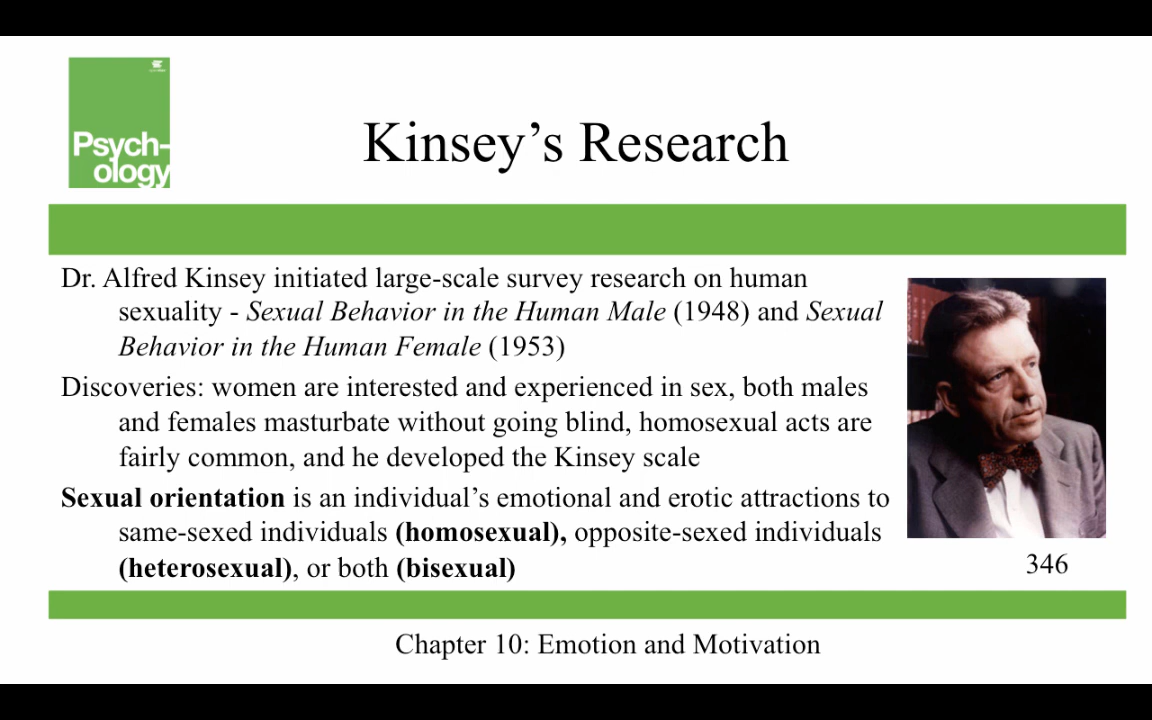 Psych-
ology
Kinsey’s Research
Dr. Alfred Kinsey initiated large-scale survey research on human
sexuality - Sexual Behavior in the Human Male (1948) and Sexual
Behavior in the Human Female (1953)
Discoveries: women are interested and experienced in sex, both males
and females masturbate without going blind, homosexual acts are
fairly common, and he developed the Kinsey scale
Sexual orientation is an individual’s emotional and erotic attractions to
same-sexed individuals (homosexual), opposite-sexed individuals
(heterosexual), or both (bisexual)
346
Chapter 10: Emotion and Motivation